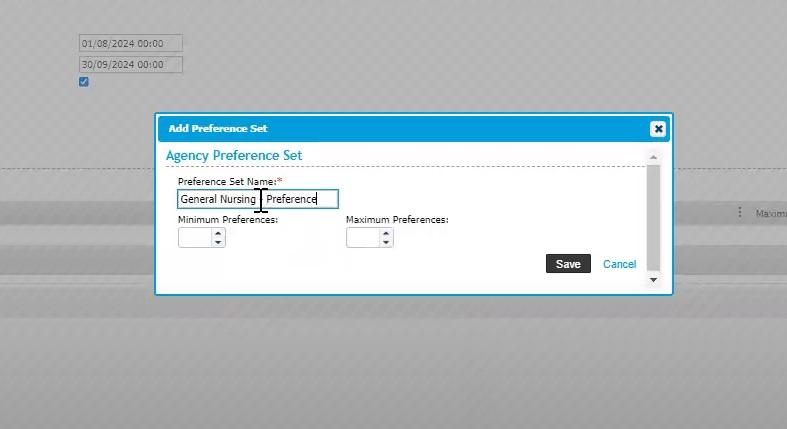 01/08/2024 00:00
30/09/2024 00:00
Add Preference Set
Agency Preference Set
Preference Set Name:*
General Nursing - Preference
Minimum Preferences: Maximum Preferences:
Save Cancel